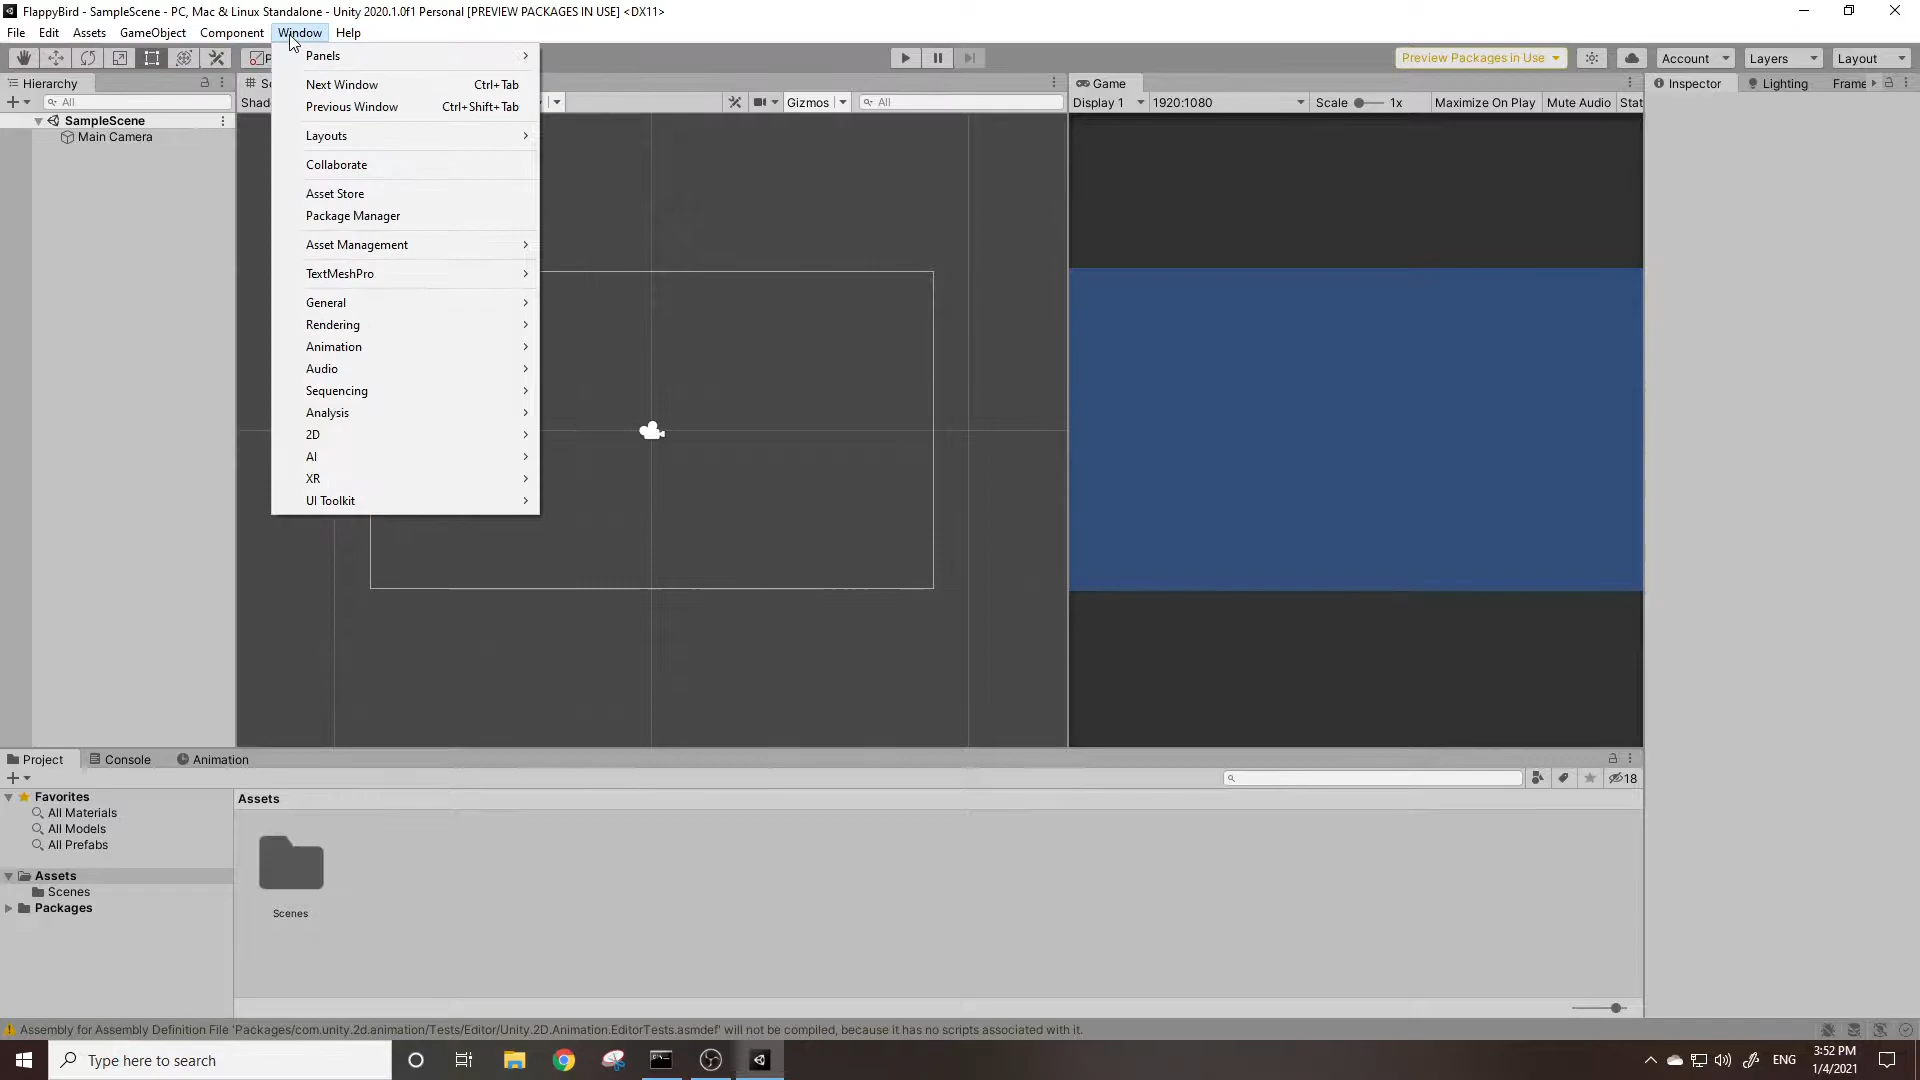 FlappyBird - SampleScene - PC, Mac & Linux Standalone - Unity 2020.1.0f1 Personal [PREVIEW PACKAGES IN USE] <DX11>
File Edit Assets GameObject Component Window Help
Preview Packages in Use Account Layers Layout
Hierarchy
All
SampleScene
Main Camera
Panels
Next Window Ctrl+Tab
Previous Window Ctrl+Shift+Tab
Layouts
Collaborate
Asset Store
Package Manager
Asset Management
TextMeshPro
General
Rendering
Animation
Audio
Sequencing
Analysis
2D
AI
XR
UI Toolkit
Sc
Shad
Gizmos All
Game
Display 1 1920:1080 Scale 1x Maximize On Play Mute Audio Stat
Inspector Lighting Frame
Project Console Animation
18
Favorites
All Materials
All Models
All Prefabs
Assets
Scenes
Packages
Assets
Scenes
Assembly for Assembly Definition File 'Packages/com.unity.2d.animation/Tests/Editor/Unity.2D.Animation.EditorTests.asmdef' will not be compiled, because it has no scripts associated with it.
Type here to search
ENG
3:52 PM
1/4/2021